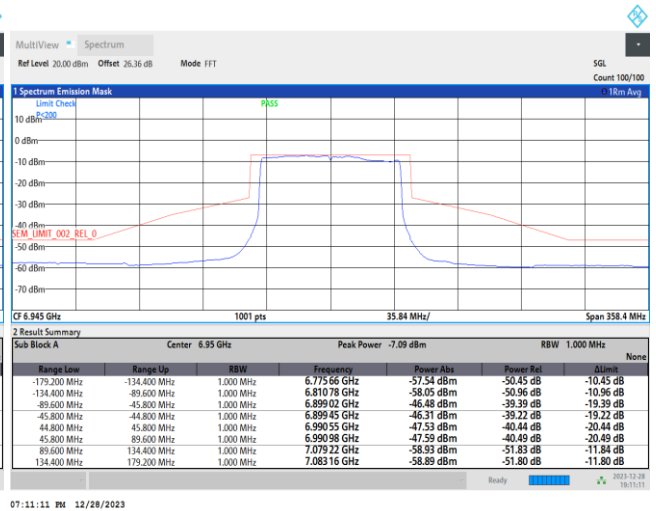 MultiView Spectrum
Ref Level 20.00 dBm Offset 26.36 dB Mode FFT SGL
Count 100/100
1 Spectrum Emission Mask 1Rm Avg
Limit Check PASS
P<200
10 dBm
0 dBm
-10 dBm
-20 dBm
-30 dBm
-40 dBm
SEM_LIMIT_002_REL_0
-50 dBm
-60 dBm
-70 dBm
CF 6.945 GHz 1001 pts 35.84 MHz/ Span 358.4 MHz
2 Result Summary
Sub Block A Center 6.95 GHz Peak Power -7.09 dBm RBW 1.000 MHz
None
Range Low Range Up RBW Frequency Power Abs Power Rel ΔLimit
-179.200 MHz -134.400 MHz 1.000 MHz 6.775 66 GHz -57.54 dBm -50.45 dB -10.45 dB
-134.400 MHz -89.600 MHz 1.000 MHz 6.810 78 GHz -58.05 dBm -50.96 dB -10.96 dB
-89.600 MHz -45.800 MHz 1.000 MHz 6.899 02 GHz -46.48 dBm -39.39 dB -19.39 dB
-45.800 MHz -44.800 MHz 1.000 MHz 6.899 45 GHz -46.31 dBm -39.22 dB -19.22 dB
44.800 MHz 45.800 MHz 1.000 MHz 6.990 55 GHz -47.53 dBm -40.44 dB -20.44 dB
45.800 MHz 89.600 MHz 1.000 MHz 6.990 98 GHz -47.59 dBm -40.49 dB -20.49 dB
89.600 MHz 134.400 MHz 1.000 MHz 7.079 22 GHz -58.93 dBm -51.83 dB -11.84 dB
134.400 MHz 179.200 MHz 1.000 MHz 7.083 16 GHz -58.89 dBm -51.80 dB -11.80 dB
Ready 2023-12-28
19:11:11
07:11:11 PM 12/28/2023